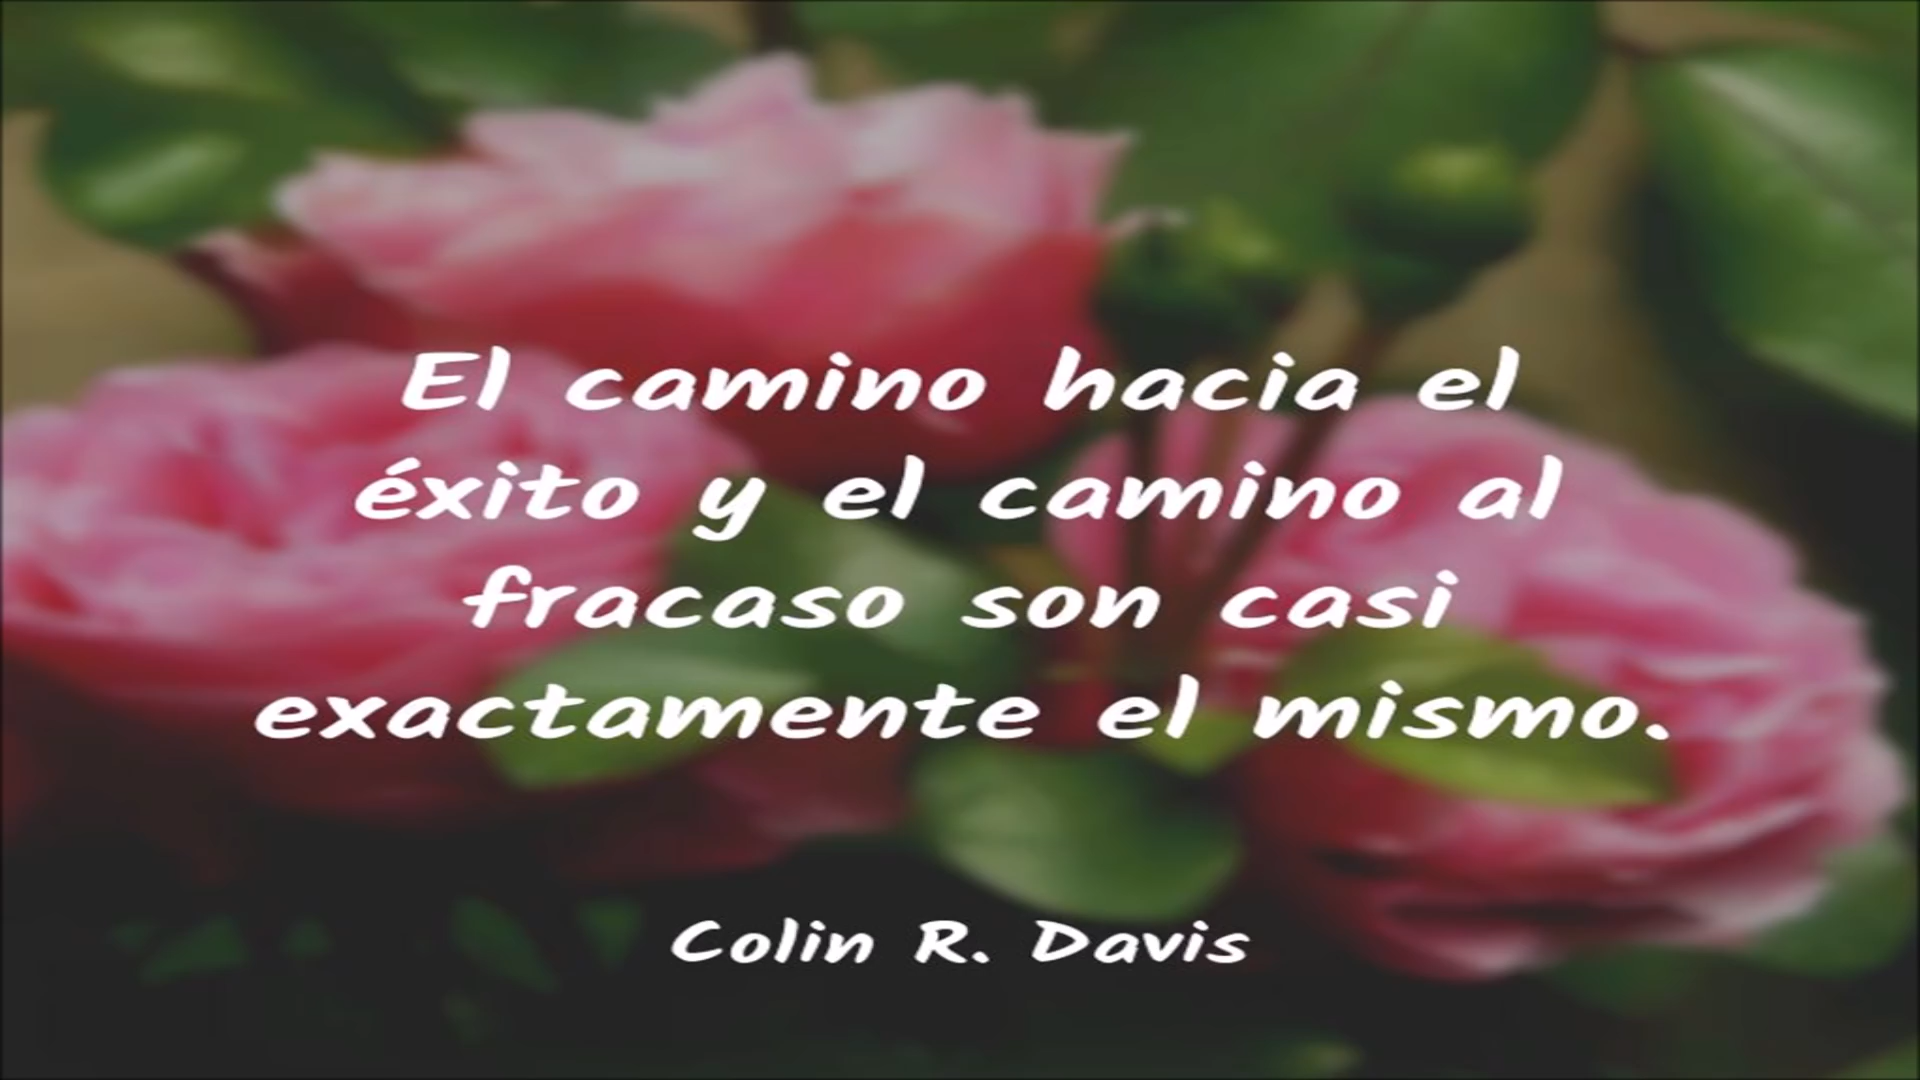 El camino hacia el
éxito y el camino al
fracaso son casi
exactamente el mismo.
Colin R. Davis